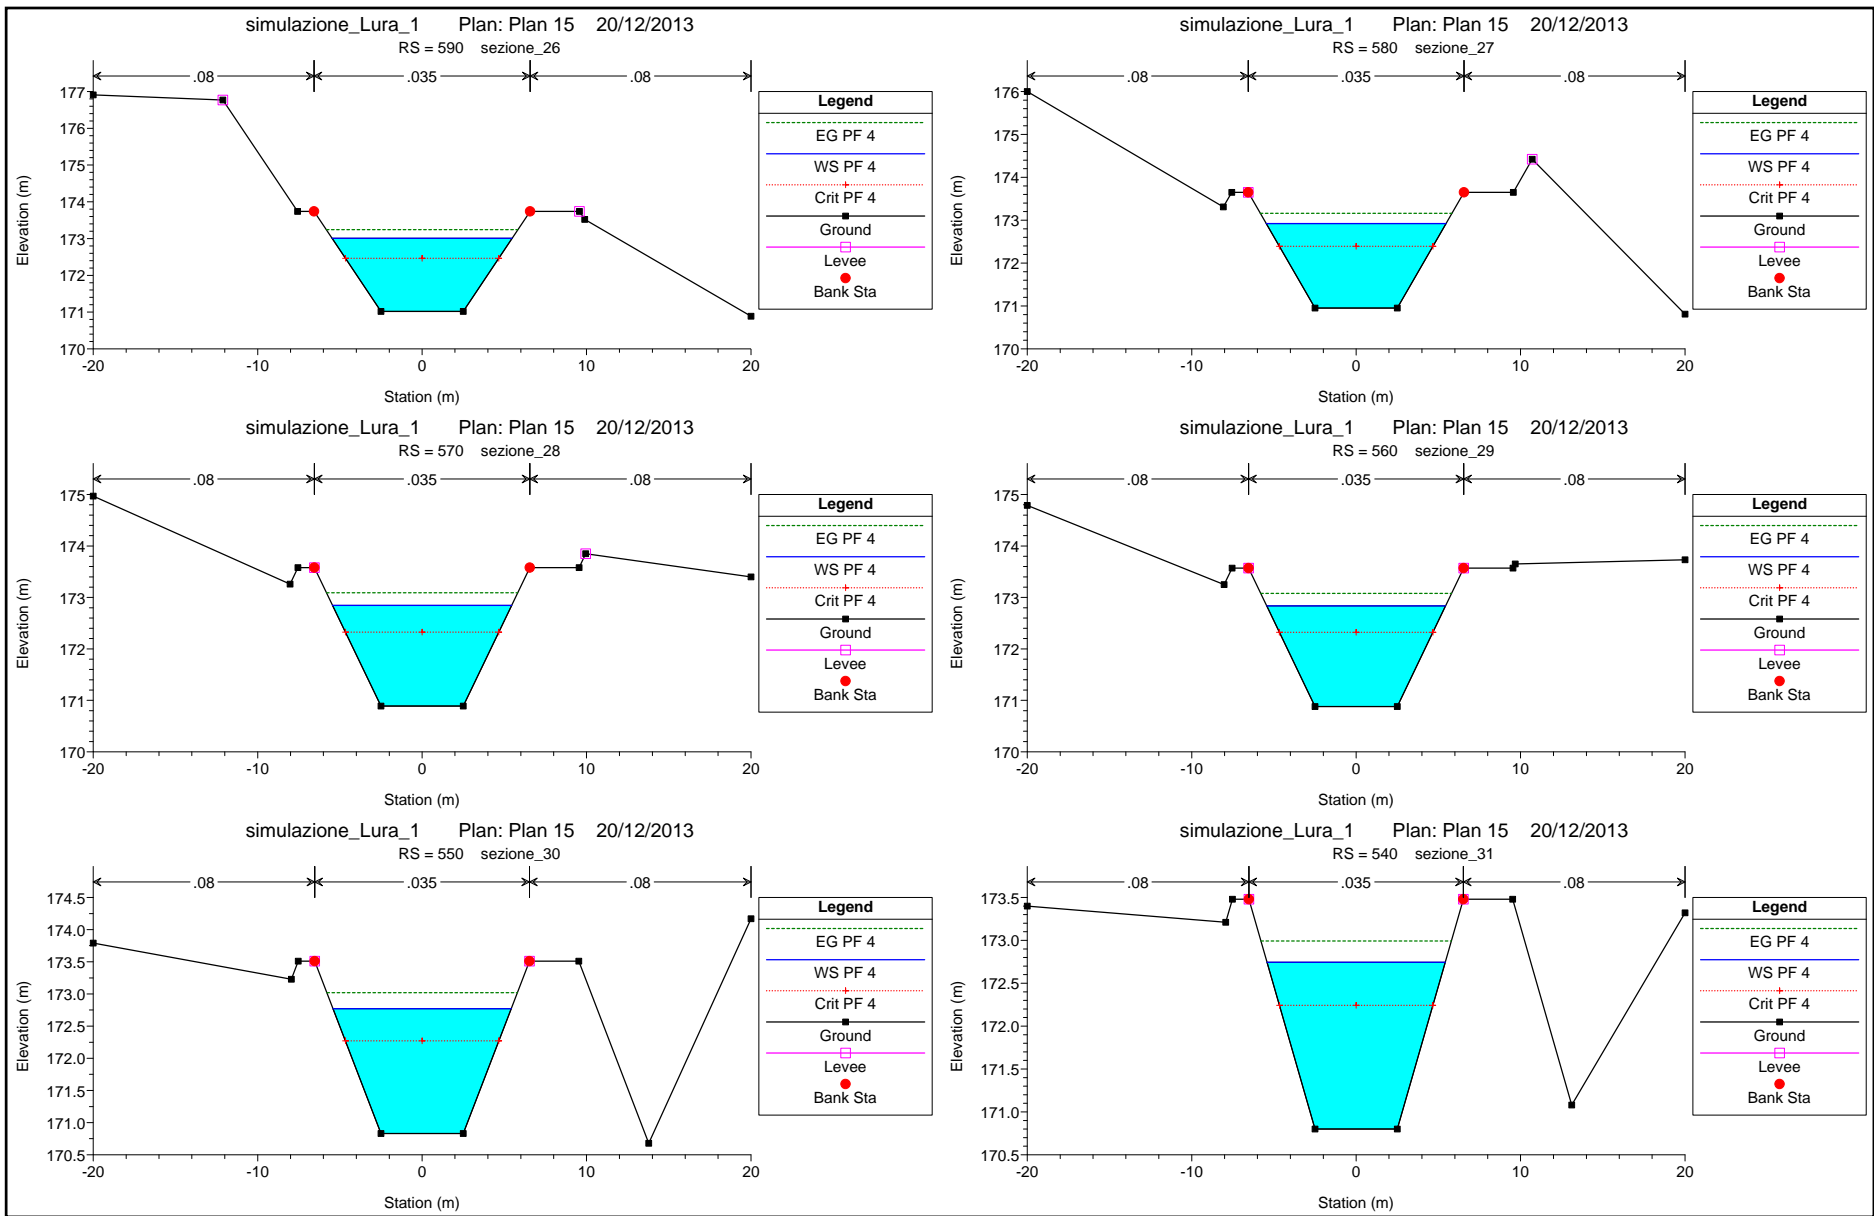 simulazione_Lura_1 Plan: Plan 15 20/12/2013
RS = 590 sezione_26
.08 .035 .08
177
176
175
174
173
172
171
170
Elevation (m)
-20 -10 0 10 20
Station (m)
Legend
EG PF 4
WS PF 4
Crit PF 4
Ground
Levee
Bank Sta
simulazione_Lura_1 Plan: Plan 15 20/12/2013
RS = 580 sezione_27
.08 .035 .08
176
175
174
173
172
171
170
Elevation (m)
-20 -10 0 10 20
Station (m)
Legend
EG PF 4
WS PF 4
Crit PF 4
Ground
Levee
Bank Sta
simulazione_Lura_1 Plan: Plan 15 20/12/2013
RS = 570 sezione_28
.08 .035 .08
175
174
173
172
171
170
Elevation (m)
-20 -10 0 10 20
Station (m)
Legend
EG PF 4
WS PF 4
Crit PF 4
Ground
Levee
Bank Sta
simulazione_Lura_1 Plan: Plan 15 20/12/2013
RS = 560 sezione_29
.08 .035 .08
175
174
173
172
171
170
Elevation (m)
-20 -10 0 10 20
Station (m)
Legend
EG PF 4
WS PF 4
Crit PF 4
Ground
Levee
Bank Sta
simulazione_Lura_1 Plan: Plan 15 20/12/2013
RS = 550 sezione_30
.08 .035 .08
174.5
174.0
173.5
173.0
172.5
172.0
171.5
171.0
170.5
Elevation (m)
-20 -10 0 10 20
Station (m)
Legend
EG PF 4
WS PF 4
Crit PF 4
Ground
Levee
Bank Sta
simulazione_Lura_1 Plan: Plan 15 20/12/2013
RS = 540 sezione_31
.08 .035 .08
173.5
173.0
172.5
172.0
171.5
171.0
170.5
Elevation (m)
-20 -10 0 10 20
Station (m)
Legend
EG PF 4
WS PF 4
Crit PF 4
Ground
Levee
Bank Sta